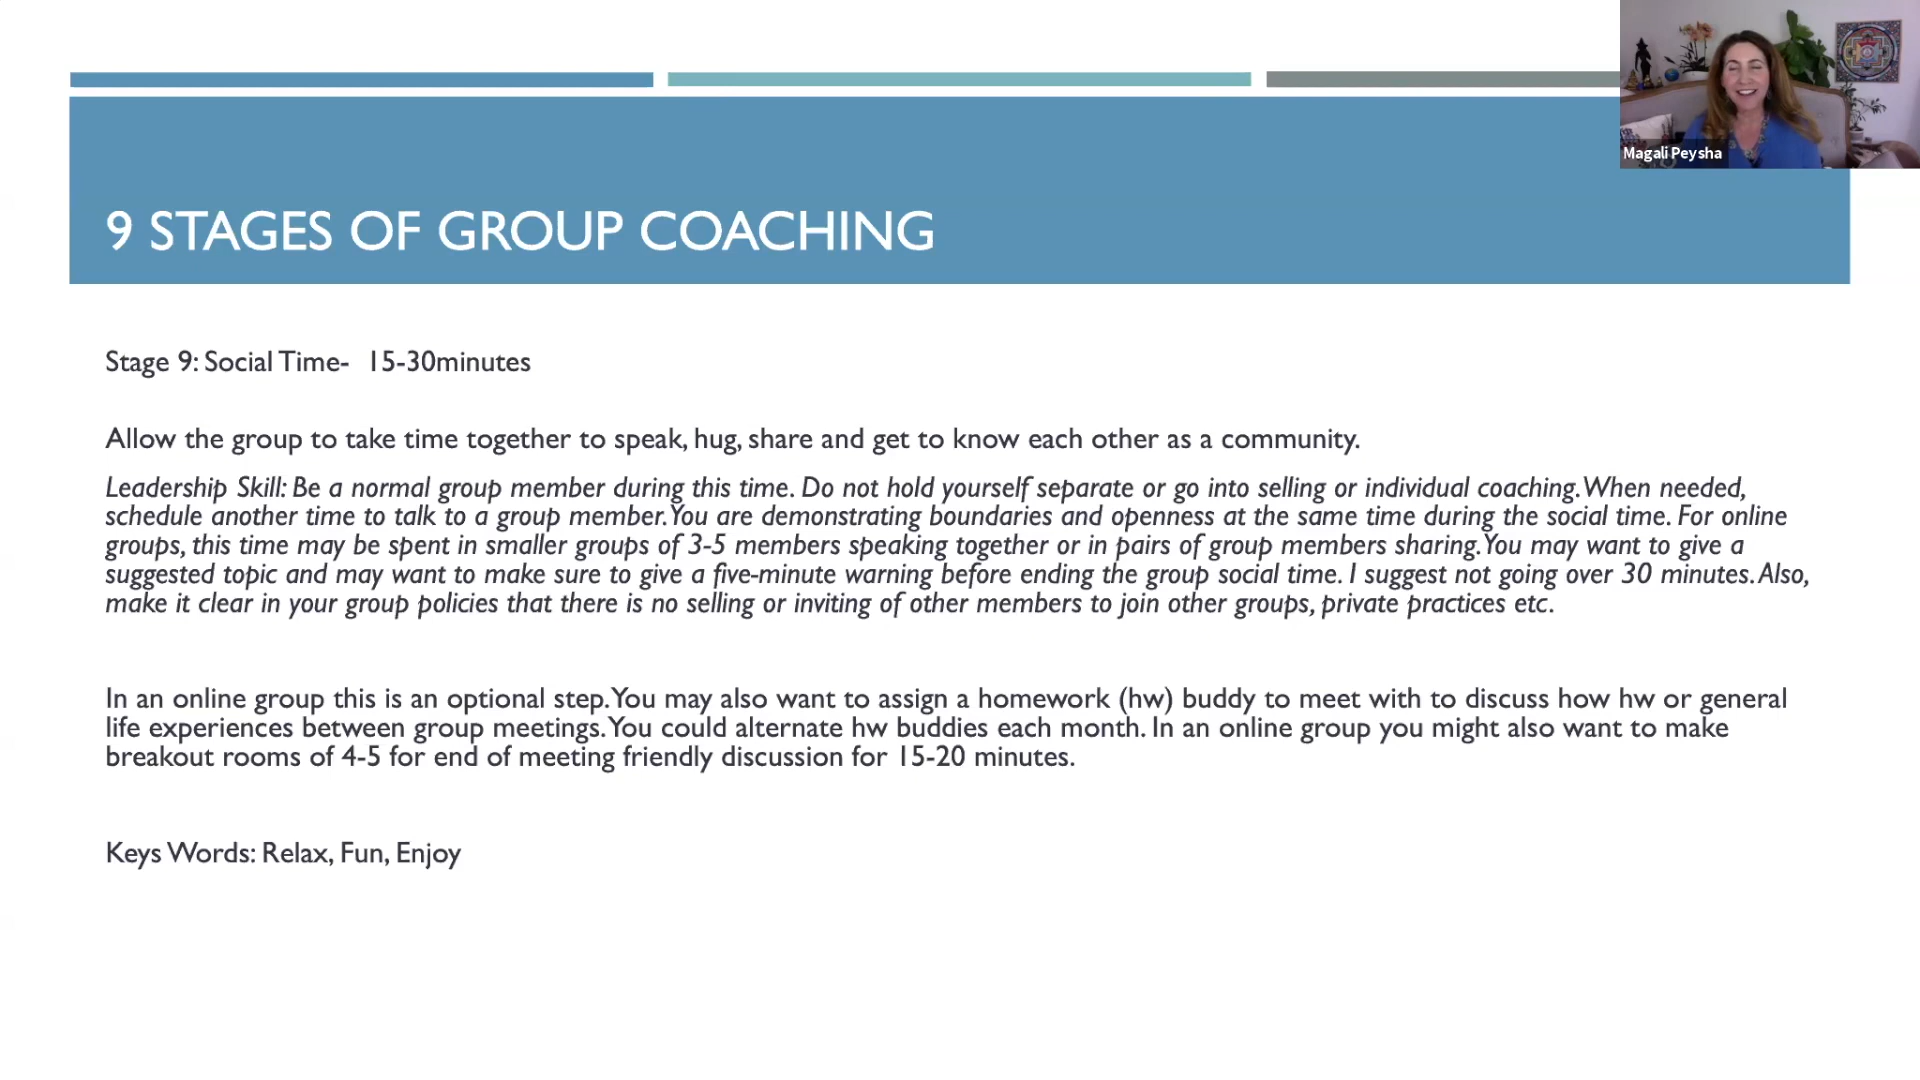 Magali Peysha
9 STAGES OF GROUP COACHING
Stage 9: Social Time- 15-30minutes
Allow the group to take time together to speak, hug, share and get to know each other as a community.
Leadership Skill: Be a normal group member during this time. Do not hold yourself separate or go into selling or individual coaching. When needed,
schedule another time to talk to a group member. You are demonstrating boundaries and openness at the same time during the social time. For online
groups, this time may be spent in smaller groups of 3-5 members speaking together or in pairs of group members sharing. You may want to give a
suggested topic and may want to make sure to give a five-minute warning before ending the group social time. I suggest not going over 30 minutes. Also,
make it clear in your group policies that there is no selling or inviting of other members to join other groups, private practices etc.
In an online group this is an optional step. You may also want to assign a homework (hw) buddy to meet with to discuss how hw or general
life experiences between group meetings. You could alternate hw buddies each month. In an online group you might also want to make
breakout rooms of 4-5 for end of meeting friendly discussion for 15-20 minutes.
Keys Words: Relax, Fun, Enjoy